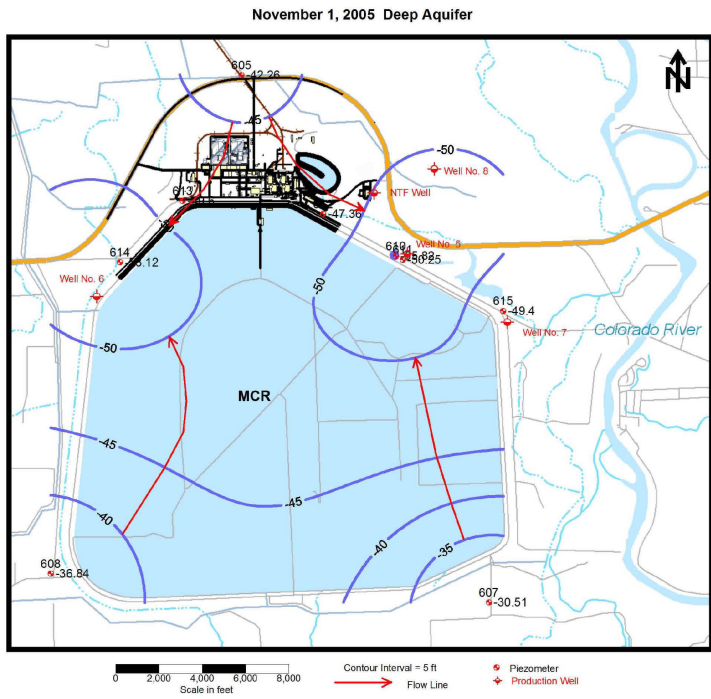 November 1, 2005 Deep Aquifer
605
-42.26
N
-45
-50
Well No. 8
613
NTF Well
-47.36
610
Well No. 5
614
-50.25
Well No. 6
-50
615
-49.4
Well No. 7
Colorado River
-50
MCR
-45
-45
-40
-40
-35
608
-36.84
607
-30.51
0 2,000 4,000 6,000 8,000
Scale in feet
Contour Interval = 5 ft
Flow Line
Piezometer
Production Well